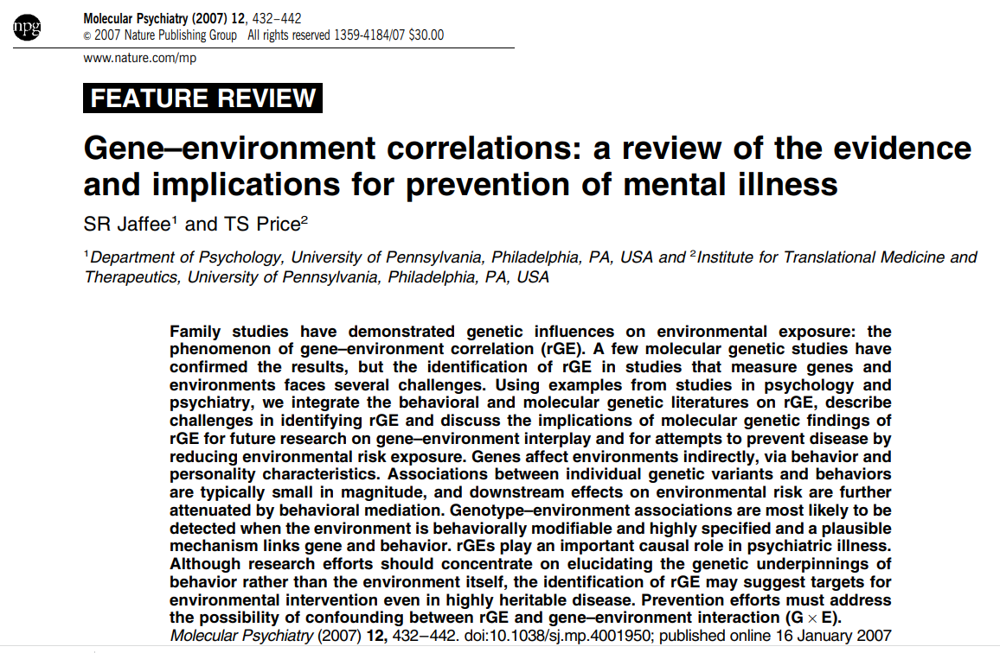 npg
Molecular Psychiatry (2007) 12, 432–442
© 2007 Nature Publishing Group All rights reserved 1359-4184/07 $30.00
www.nature.com/mp
FEATURE REVIEW
Gene–environment correlations: a review of the evidence
and implications for prevention of mental illness
SR Jaffee¹ and TS Price²
¹Department of Psychology, University of Pennsylvania, Philadelphia, PA, USA and ²Institute for Translational Medicine and
Therapeutics, University of Pennsylvania, Philadelphia, PA, USA
Family studies have demonstrated genetic influences on environmental exposure: the
phenomenon of gene–environment correlation (rGE). A few molecular genetic studies have
confirmed the results, but the identification of rGE in studies that measure genes and
environments faces several challenges. Using examples from studies in psychology and
psychiatry, we integrate the behavioral and molecular genetic literatures on rGE, describe
challenges in identifying rGE and discuss the implications of molecular genetic findings of
rGE for future research on gene–environment interplay and for attempts to prevent disease by
reducing environmental risk exposure. Genes affect environments indirectly, via behavior and
personality characteristics. Associations between individual genetic variants and behaviors
are typically small in magnitude, and downstream effects on environmental risk are further
attenuated by behavioral mediation. Genotype–environment associations are most likely to be
detected when the environment is behaviorally modifiable and highly specified and a plausible
mechanism links gene and behavior. rGEs play an important causal role in psychiatric illness.
Although research efforts should concentrate on elucidating the genetic underpinnings of
behavior rather than the environment itself, the identification of rGE may suggest targets for
environmental intervention even in highly heritable disease. Prevention efforts must address
the possibility of confounding between rGE and gene–environment interaction (G × E).
Molecular Psychiatry (2007) 12, 432–442. doi:10.1038/sj.mp.4001950; published online 16 January 2007